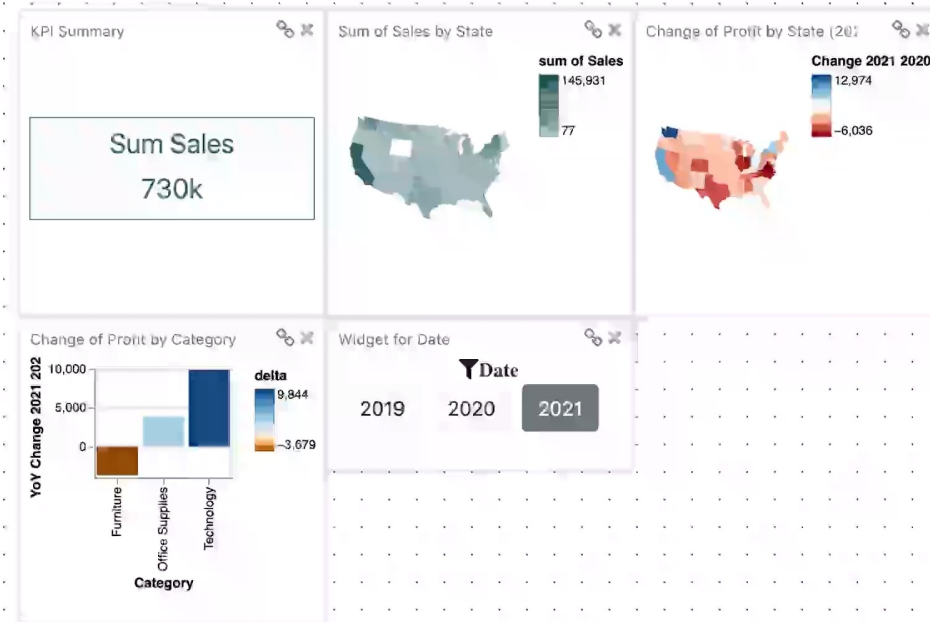 KPI Summary
Sum Sales
730k
Sum of Sales by State
sum of Sales
145,931
77
Change of Profit by State (202
Change 2021 2020
12,974
−6,036
Change of Profit by Category
YoY Change 2021 202
10,000
5,000
0
Furniture
Office Supplies
Technology
Category
delta
9,844
−3,679
Widget for Date
Date
2019
2020
2021